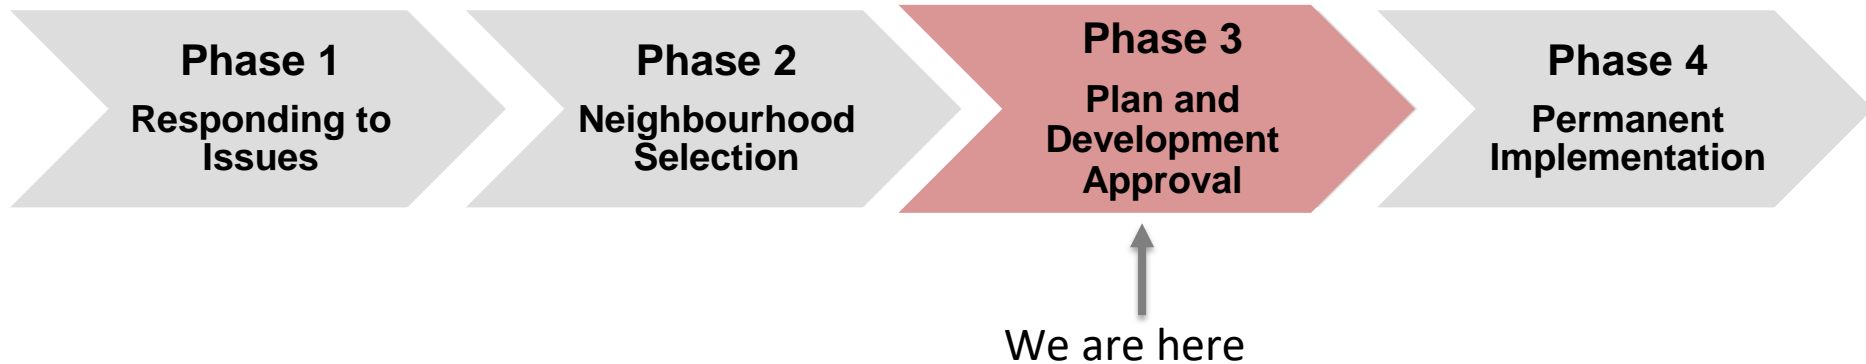 Phase 1
Responding to
Issues
Phase 2
Neighbourhood
Selection
Phase 3
Plan and
Development
Approval
Phase 4
Permanent
Implementation
We are here